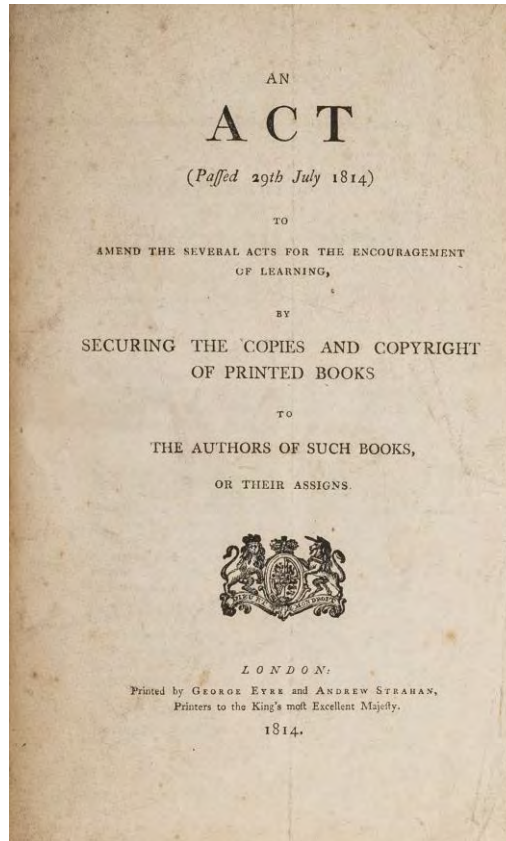 AN
ACT
(Paſſed 29th July 1814)
TO
AMEND THE SEVERAL ACTS FOR THE ENCOURAGEMENT
OF LEARNING,
BY
SECURING THE COPIES AND COPYRIGHT
OF PRINTED BOOKS
TO
THE AUTHORS OF SUCH BOOKS,
OR THEIR ASSIGNS.
LONDON:
Printed by GEORGE EYRE and ANDREW STRAHAN,
Printers to the King's moſt Excellent Majeſty.
1814.